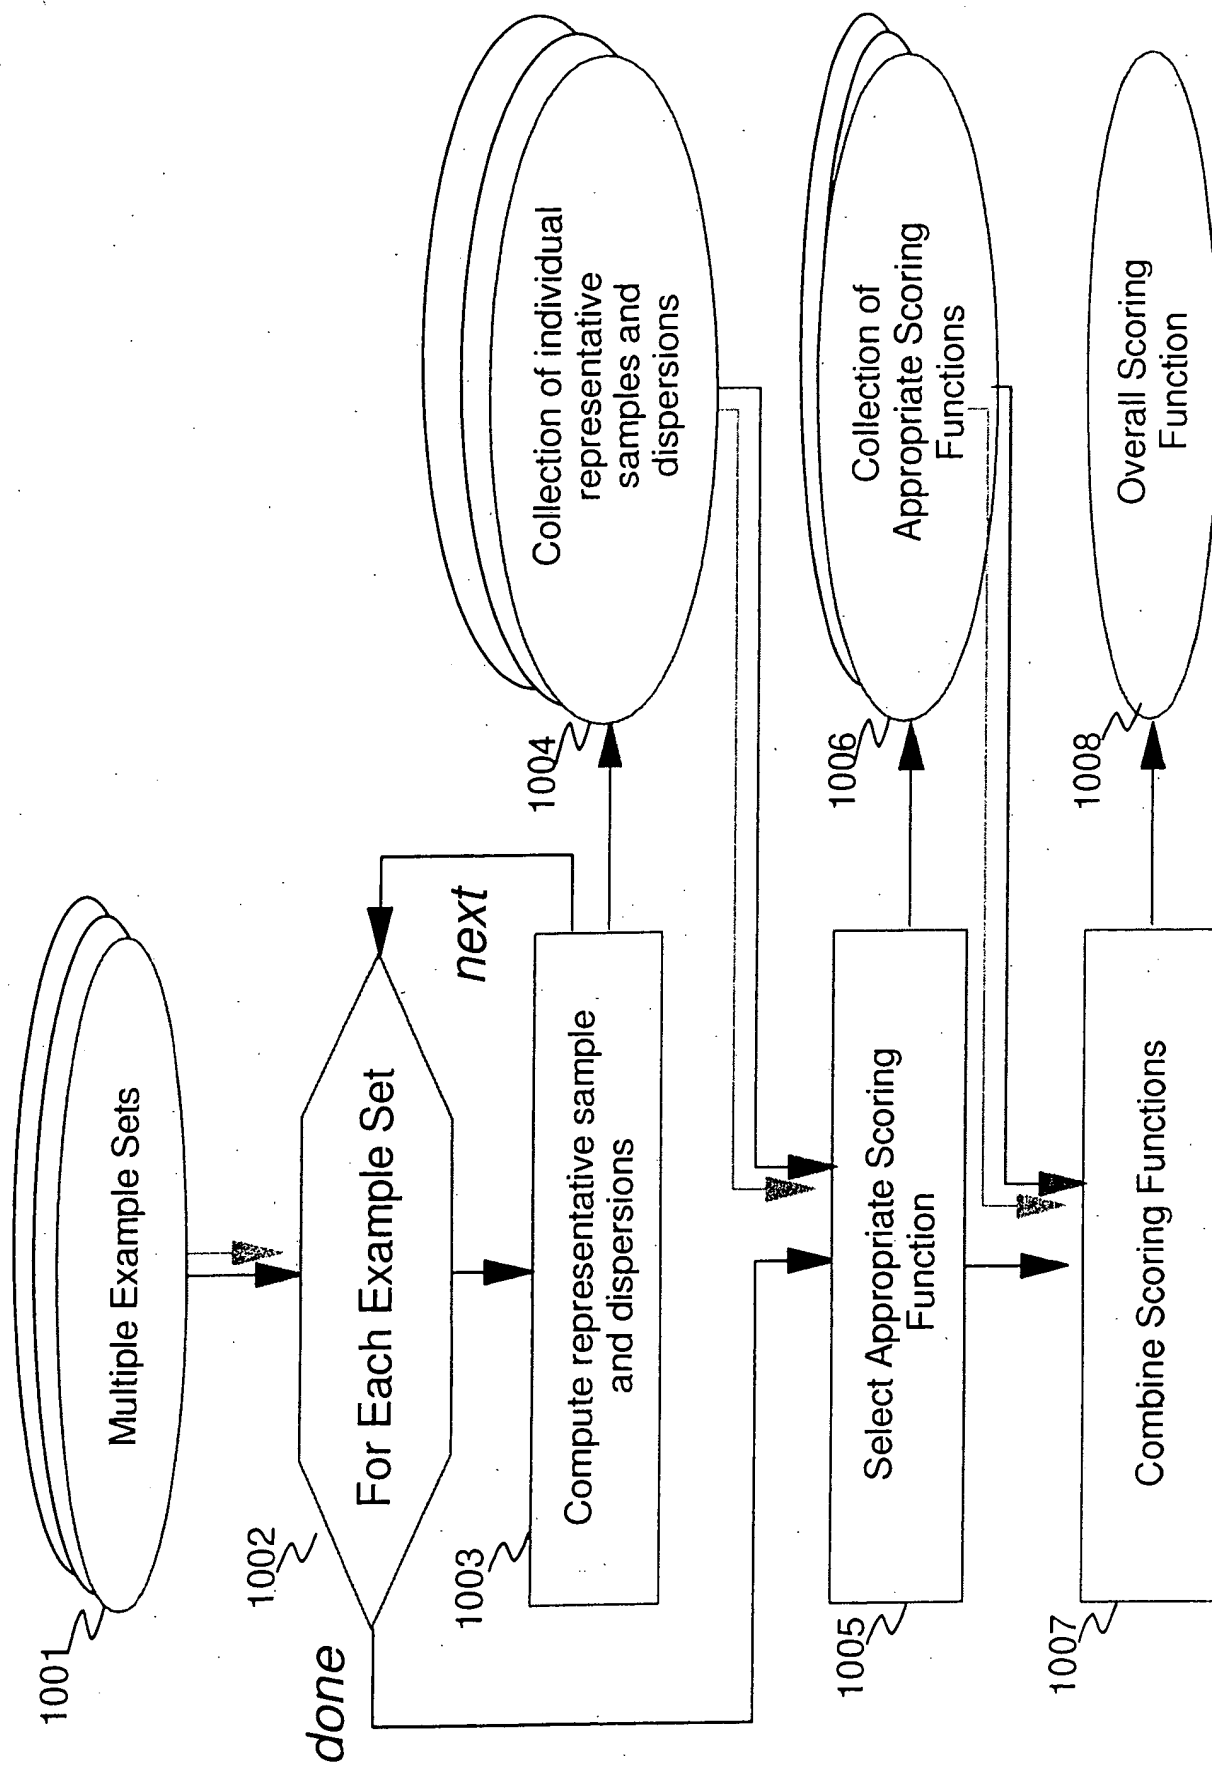 1001
Multiple Example Sets
1002
For Each Example Set
done
next
1003
Compute representative sample
and dispersions
1004
Collection of individual
representative
samples and
dispersions
1005
Select Appropriate Scoring
Function
1006
Collection of
Appropriate Scoring
Functions
1007
Combine Scoring Functions
1008
Overall Scoring
Function